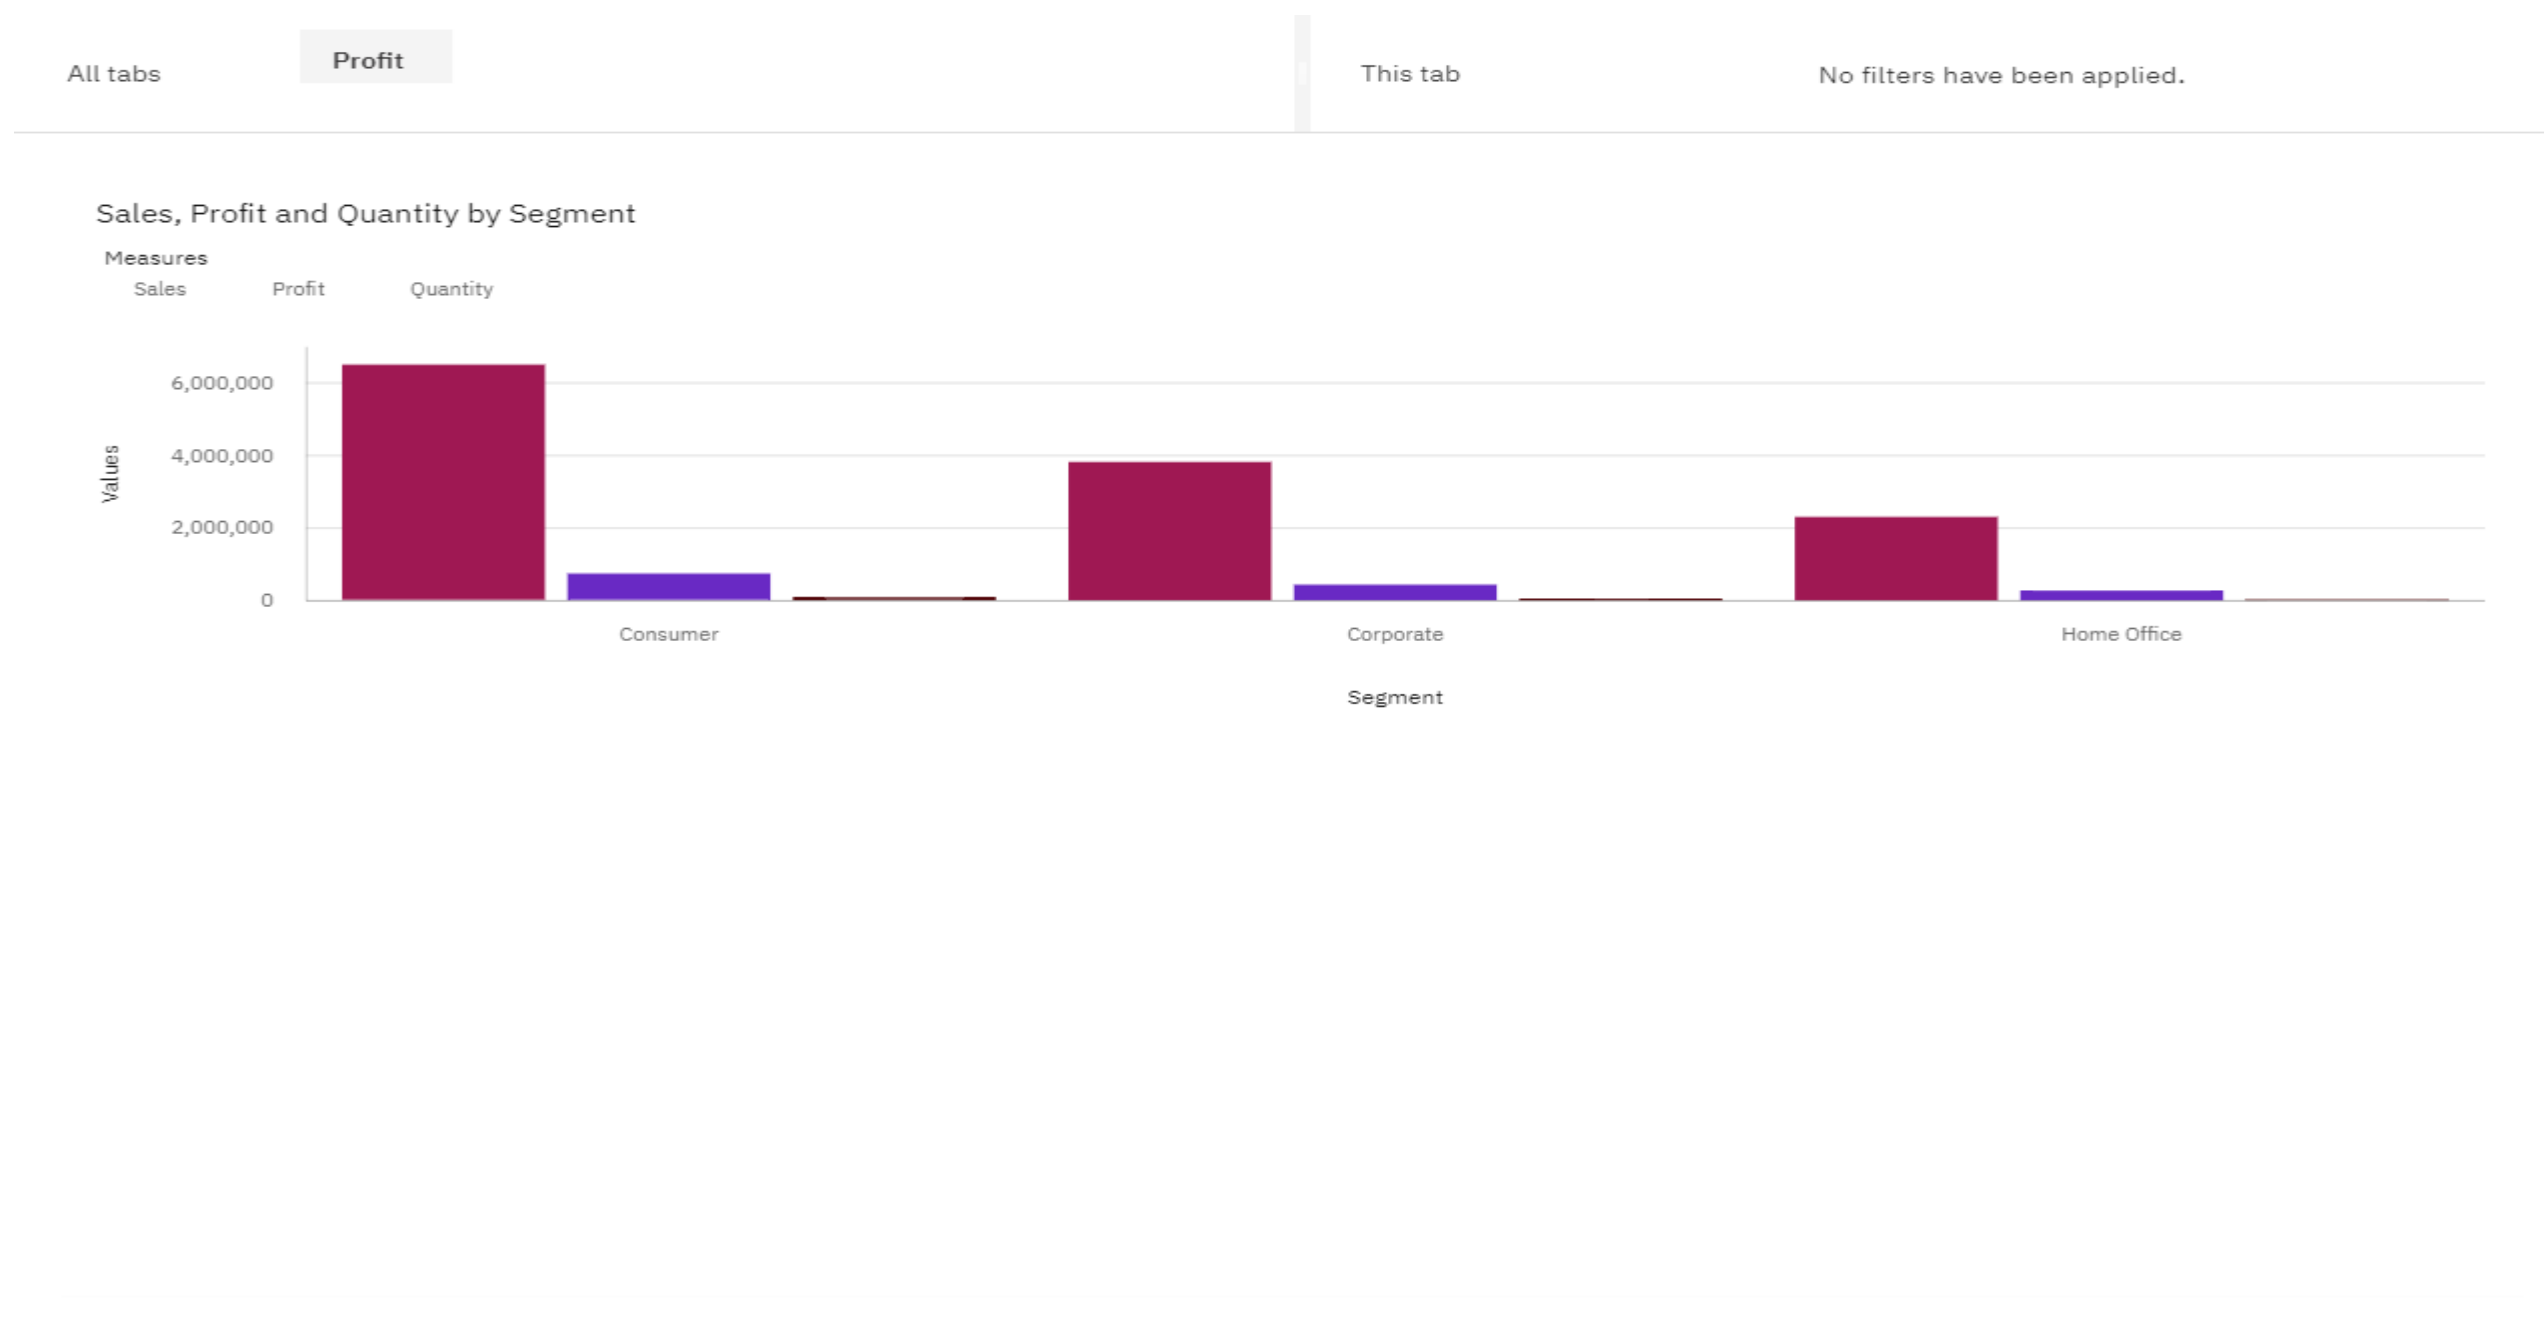 All tabs
Profit
This tab
No filters have been applied.
Sales, Profit and Quantity by Segment
Measures
Sales Profit Quantity
Values
6,000,000
4,000,000
2,000,000
0
Consumer Corporate Home Office
Segment